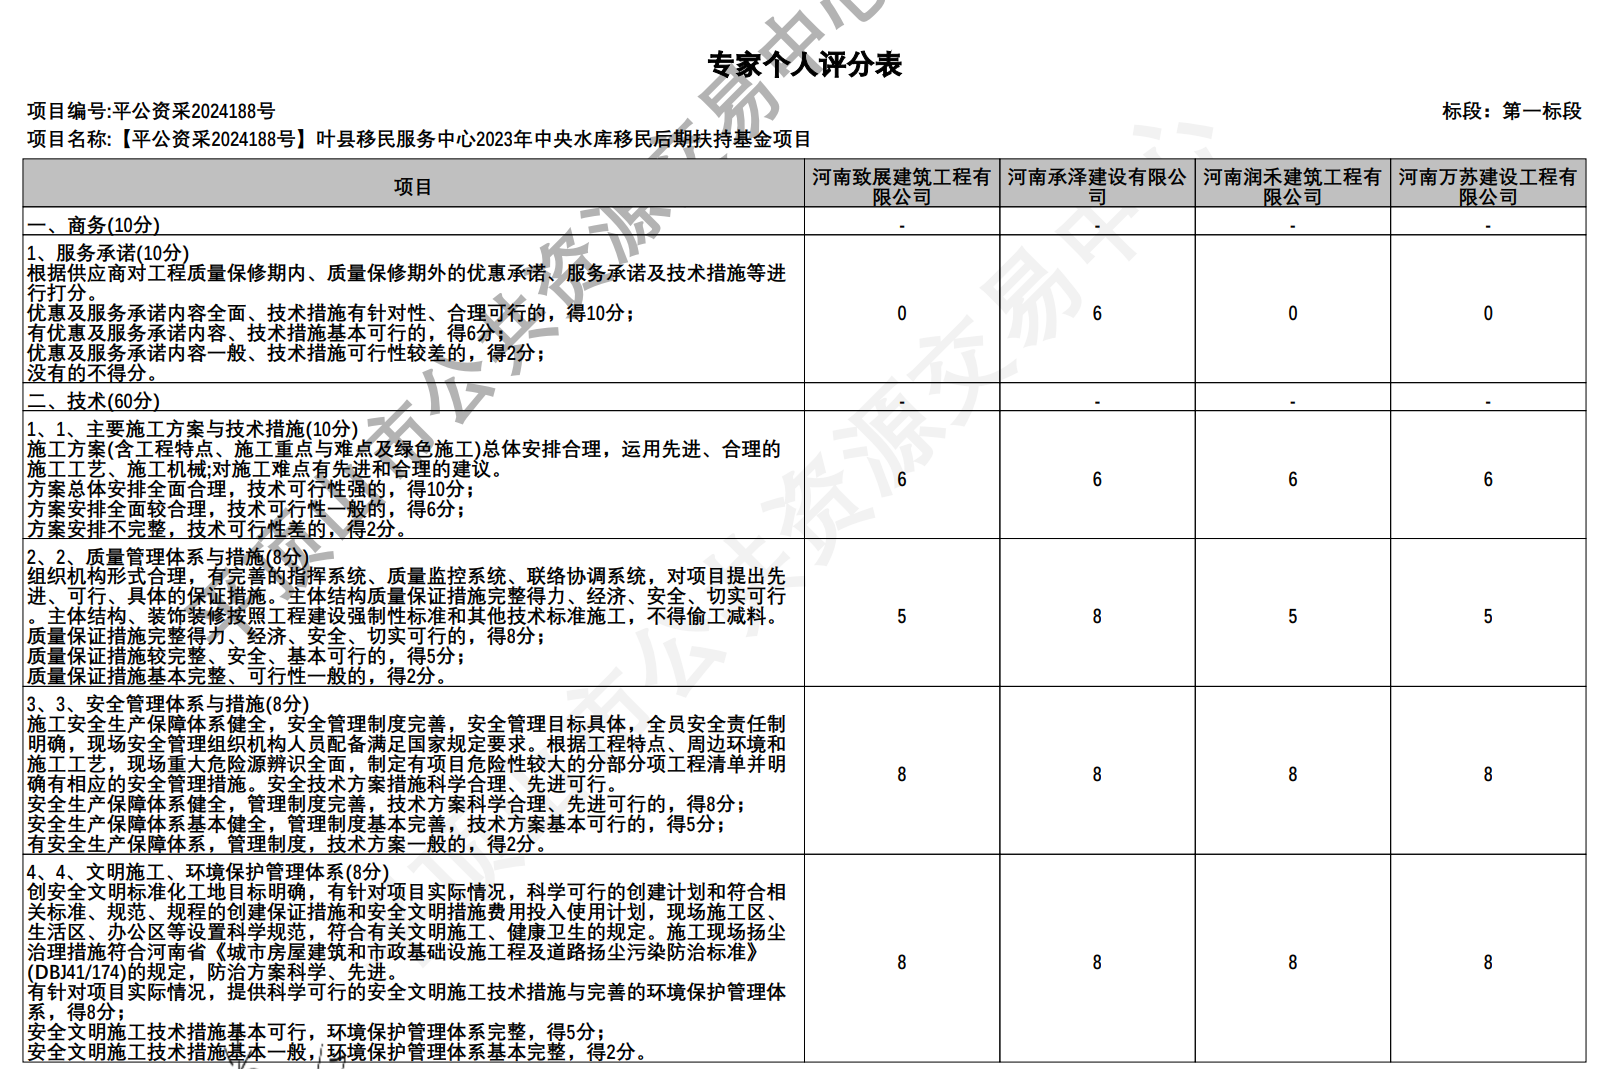 专家个人评分表
项目编号:平公资采2024188号
标段：第一标段
项目名称:【平公资采2024188号】叶县移民服务中心2023年中央水库移民后期扶持基金项目
项目
河南致展建筑工程有
限公司
河南承泽建设有限公
司
河南润禾建筑工程有
限公司
河南万苏建设工程有
限公司
一、商务(10分)
-
-
-
-
1、服务承诺(10分)
根据供应商对工程质量保修期内、质量保修期外的优惠承诺、服务承诺及技术措施等进
行打分。
优惠及服务承诺内容全面、技术措施有针对性、合理可行的，得10分；
有优惠及服务承诺内容、技术措施基本可行的，得6分；
优惠及服务承诺内容一般、技术措施可行性较差的，得2分；
没有的不得分。
0
6
0
0
二、技术(60分)
-
-
-
-
1、1、主要施工方案与技术措施(10分)
施工方案(含工程特点、施工重点与难点及绿色施工)总体安排合理，运用先进、合理的
施工工艺、施工机械;对施工难点有先进和合理的建议。
方案总体安排全面合理，技术可行性强的，得10分；
方案安排全面较合理，技术可行性一般的，得6分；
方案安排不完整，技术可行性差的，得2分。
6
6
6
6
2、2、质量管理体系与措施(8分)
组织机构形式合理，有完善的指挥系统、质量监控系统、联络协调系统，对项目提出先
进、可行、具体的保证措施。主体结构质量保证措施完整得力、经济、安全、切实可行
。主体结构、装饰装修按照工程建设强制性标准和其他技术标准施工，不得偷工减料。
质量保证措施完整得力、经济、安全、切实可行的，得8分；
质量保证措施较完整、安全、基本可行的，得5分；
质量保证措施基本完整、可行性一般的，得2分。
5
8
5
5
3、3、安全管理体系与措施(8分)
施工安全生产保障体系健全，安全管理制度完善，安全管理目标具体，全员安全责任制
明确，现场安全管理组织机构人员配备满足国家规定要求。根据工程特点、周边环境和
施工工艺，现场重大危险源辨识全面，制定有项目危险性较大的分部分项工程清单并明
确有相应的安全管理措施。安全技术方案措施科学合理、先进可行。
安全生产保障体系健全，管理制度完善，技术方案科学合理、先进可行的，得8分；
安全生产保障体系基本健全，管理制度基本完善，技术方案基本可行的，得5分；
有安全生产保障体系，管理制度，技术方案一般的，得2分。
8
8
8
8
4、4、文明施工、环境保护管理体系(8分)
创安全文明标准化工地目标明确，有针对项目实际情况，科学可行的创建计划和符合相
关标准、规范、规程的创建保证措施和安全文明措施费用投入使用计划，现场施工区、
生活区、办公区等设置科学规范，符合有关文明施工、健康卫生的规定。施工现场扬尘
治理措施符合河南省《城市房屋建筑和市政基础设施工程及道路扬尘污染防治标准》
(DBJ41/174)的规定，防治方案科学、先进。
有针对项目实际情况，提供科学可行的安全文明施工技术措施与完善的环境保护管理体
系，得8分；
安全文明施工技术措施基本可行，环境保护管理体系完整，得5分；
安全文明施工技术措施基本一般，环境保护管理体系基本完整，得2分。
8
8
8
8
平顶山市公共资源交易中心
顶山市公共资源交易中心